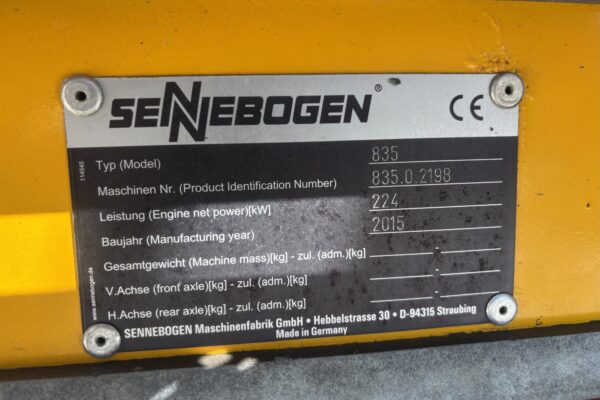 SENNEBOGEN®
CE
Typ (Model) 835
Maschinen Nr. (Product Identification Number) 835.0.2198
Leistung (Engine net power)[kW] 224
Baujahr (Manufacturing year) 2015
Gesamtgewicht (Machine mass)[kg] - zul. (adm.)[kg] -
V.Achse (front axle)[kg] - zul. (adm.)[kg] -
H.Achse (rear axle)[kg] - zul. (adm.)[kg] -
SENNEBOGEN Maschinenfabrik GmbH • Hebbelstrasse 30 • D-94315 Straubing
Made in Germany
114545
www.sennebogen.de